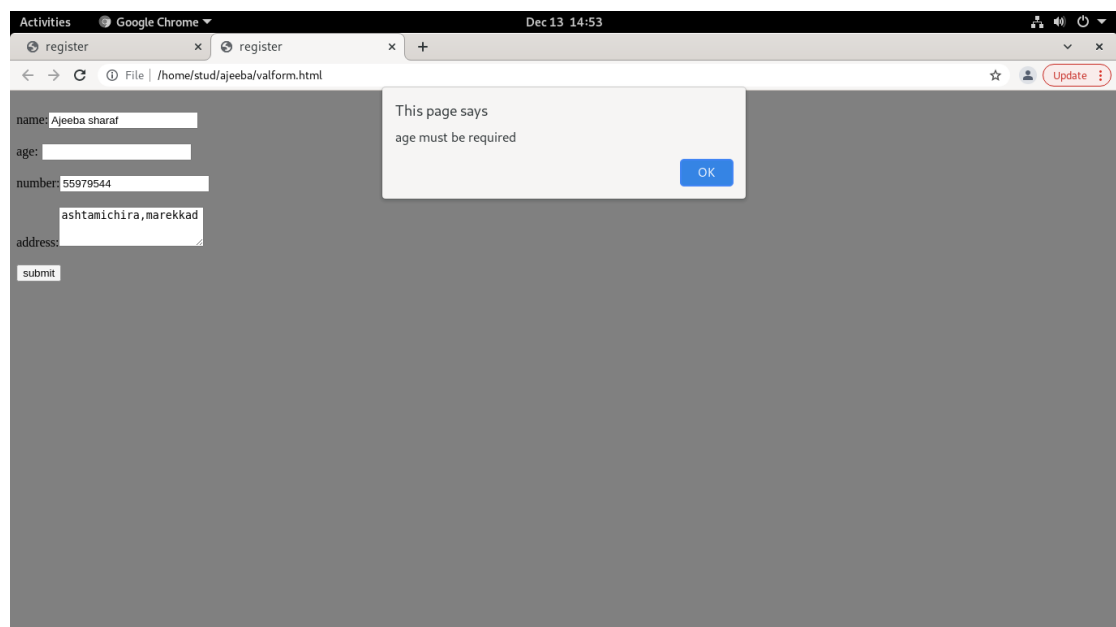 Activities Google Chrome Dec 13 14:53
register × register × + ×
File /home/stud/ajeeba/valform.html Update
This page says
age must be required
OK
name: Ajeeba sharaf
age:
number: 55979544
address: ashtamichira,marekkad
submit